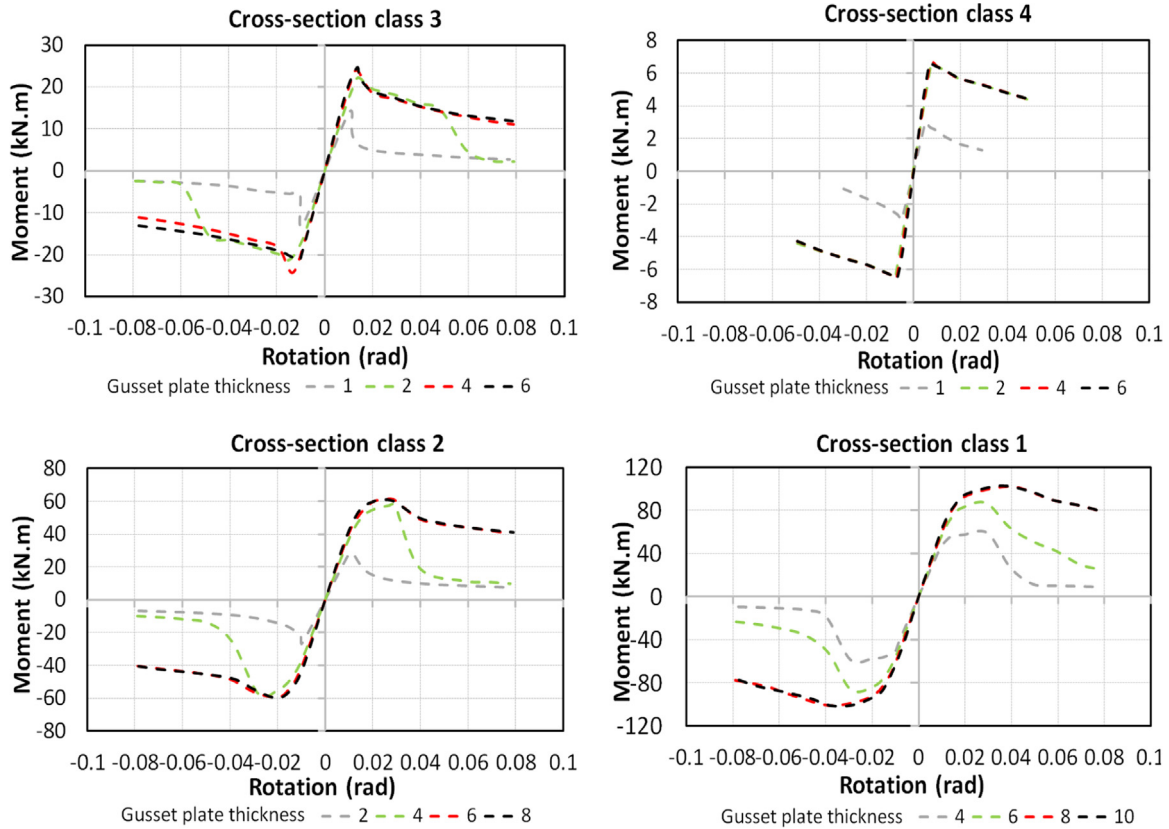 Cross-section class 3
30
20
10
0
-10
-20
-30
Moment (kN.m)
-0.1 -0.08 -0.06 -0.04 -0.02 0 0.02 0.04 0.06 0.08 0.1
Rotation (rad)
Gusset plate thickness 1 2 4 6
Cross-section class 4
8
6
4
2
0
-2
-4
-6
-8
Moment (kN.m)
-0.1 -0.08 -0.06 -0.04 -0.02 0 0.02 0.04 0.06 0.08 0.1
Rotation (rad)
Gusset plate thickness 1 2 4 6
Cross-section class 2
80
60
40
20
0
-20
-40
-60
-80
Moment (kN.m)
-0.1 -0.08 -0.06 -0.04 -0.02 0 0.02 0.04 0.06 0.08 0.1
Rotation (rad)
Gusset plate thickness 2 4 6 8
Cross-section class 1
120
80
40
0
-40
-80
-120
Moment (kN.m)
-0.1 -0.08 -0.06 -0.04 -0.02 0 0.02 0.04 0.06 0.08 0.1
Rotation (rad)
Gusset plate thickness 4 6 8 10